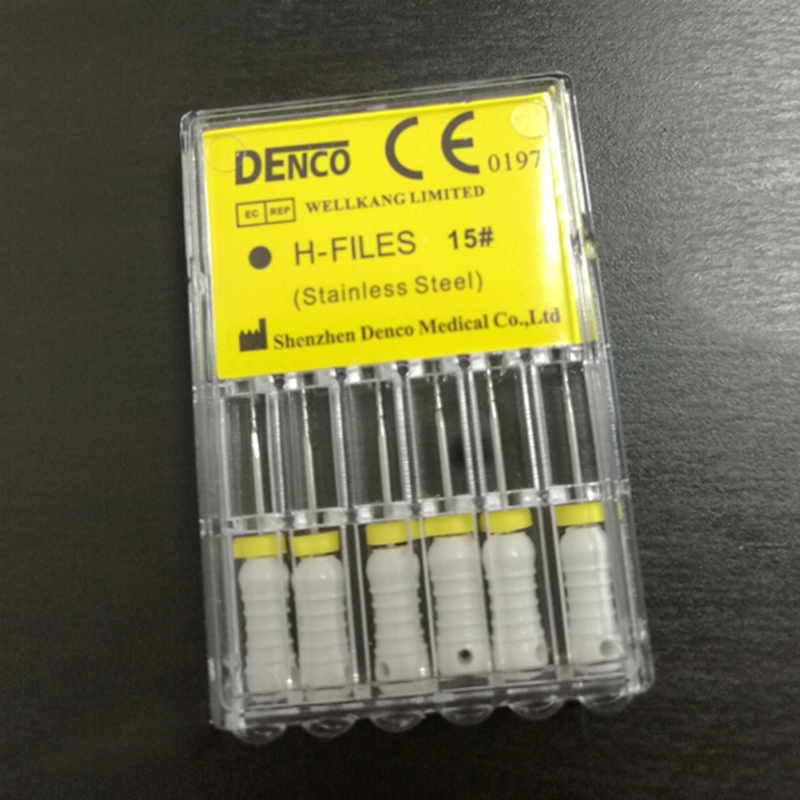 DENCO CE 0197
EC REP WELLKANG LIMITED
H-FILES 15#
(Stainless Steel)
Shenzhen Denco Medical Co.,Ltd